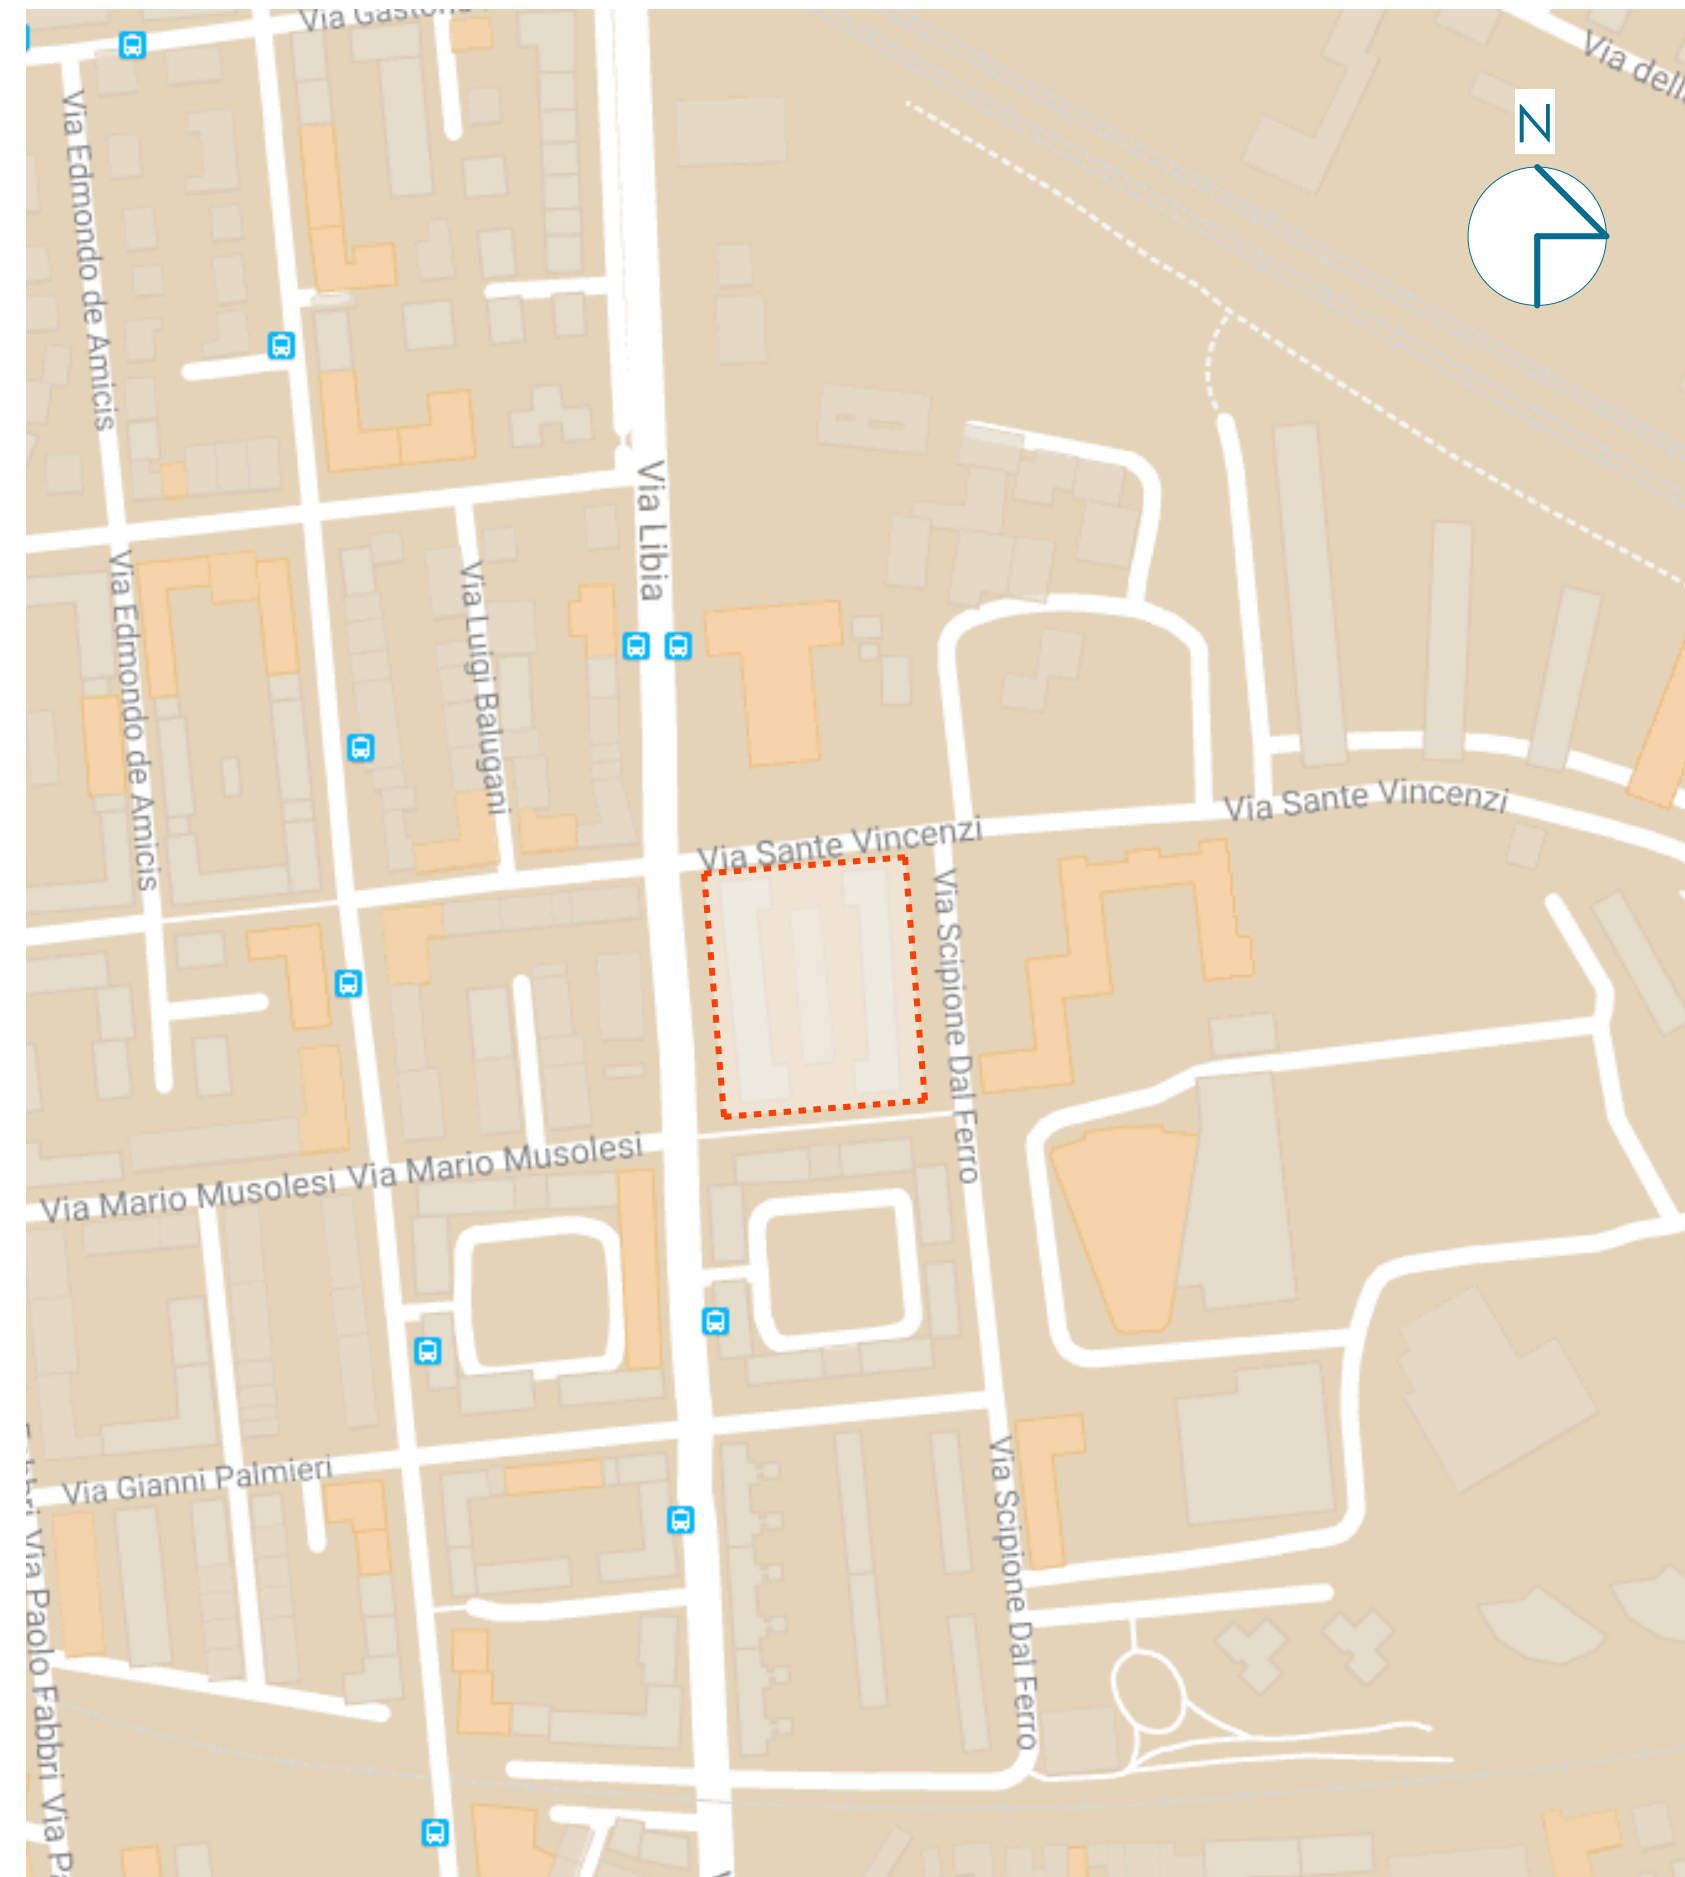 Via Gaston
Via dell
N
Via Edmondo de Amicis
Via Libia
Via Edmondo de Amicis
Via Luigi Balugani
Via Sante Vincenzi
Via Sante Vincenzi
Via Scipione Dal Ferro
Via Mario Musolesi
Via Mario Musolesi
Via Gianni Palmieri
Via Scipione Dal Ferro
Via Paolo Fabbri